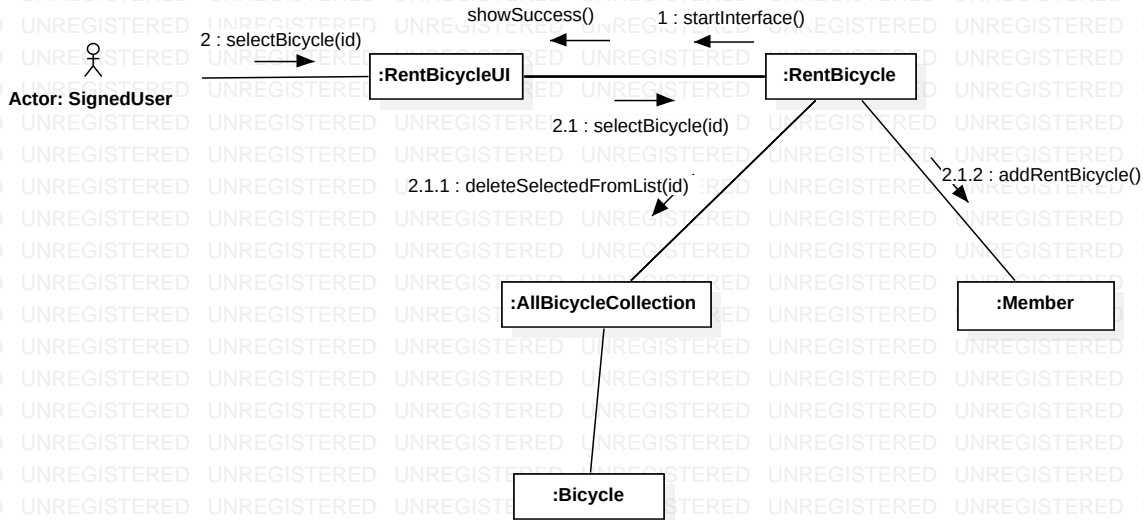 showSuccess()
1 : startInterface()
2 : selectBicycle(id)
:RentBicycleUI
:RentBicycle
Actor: SignedUser
2.1 : selectBicycle(id)
2.1.1 : deleteSelectedFromList(id)
2.1.2 : addRentBicycle()
:AllBicycleCollection
:Member
:Bicycle
UNREGISTERED